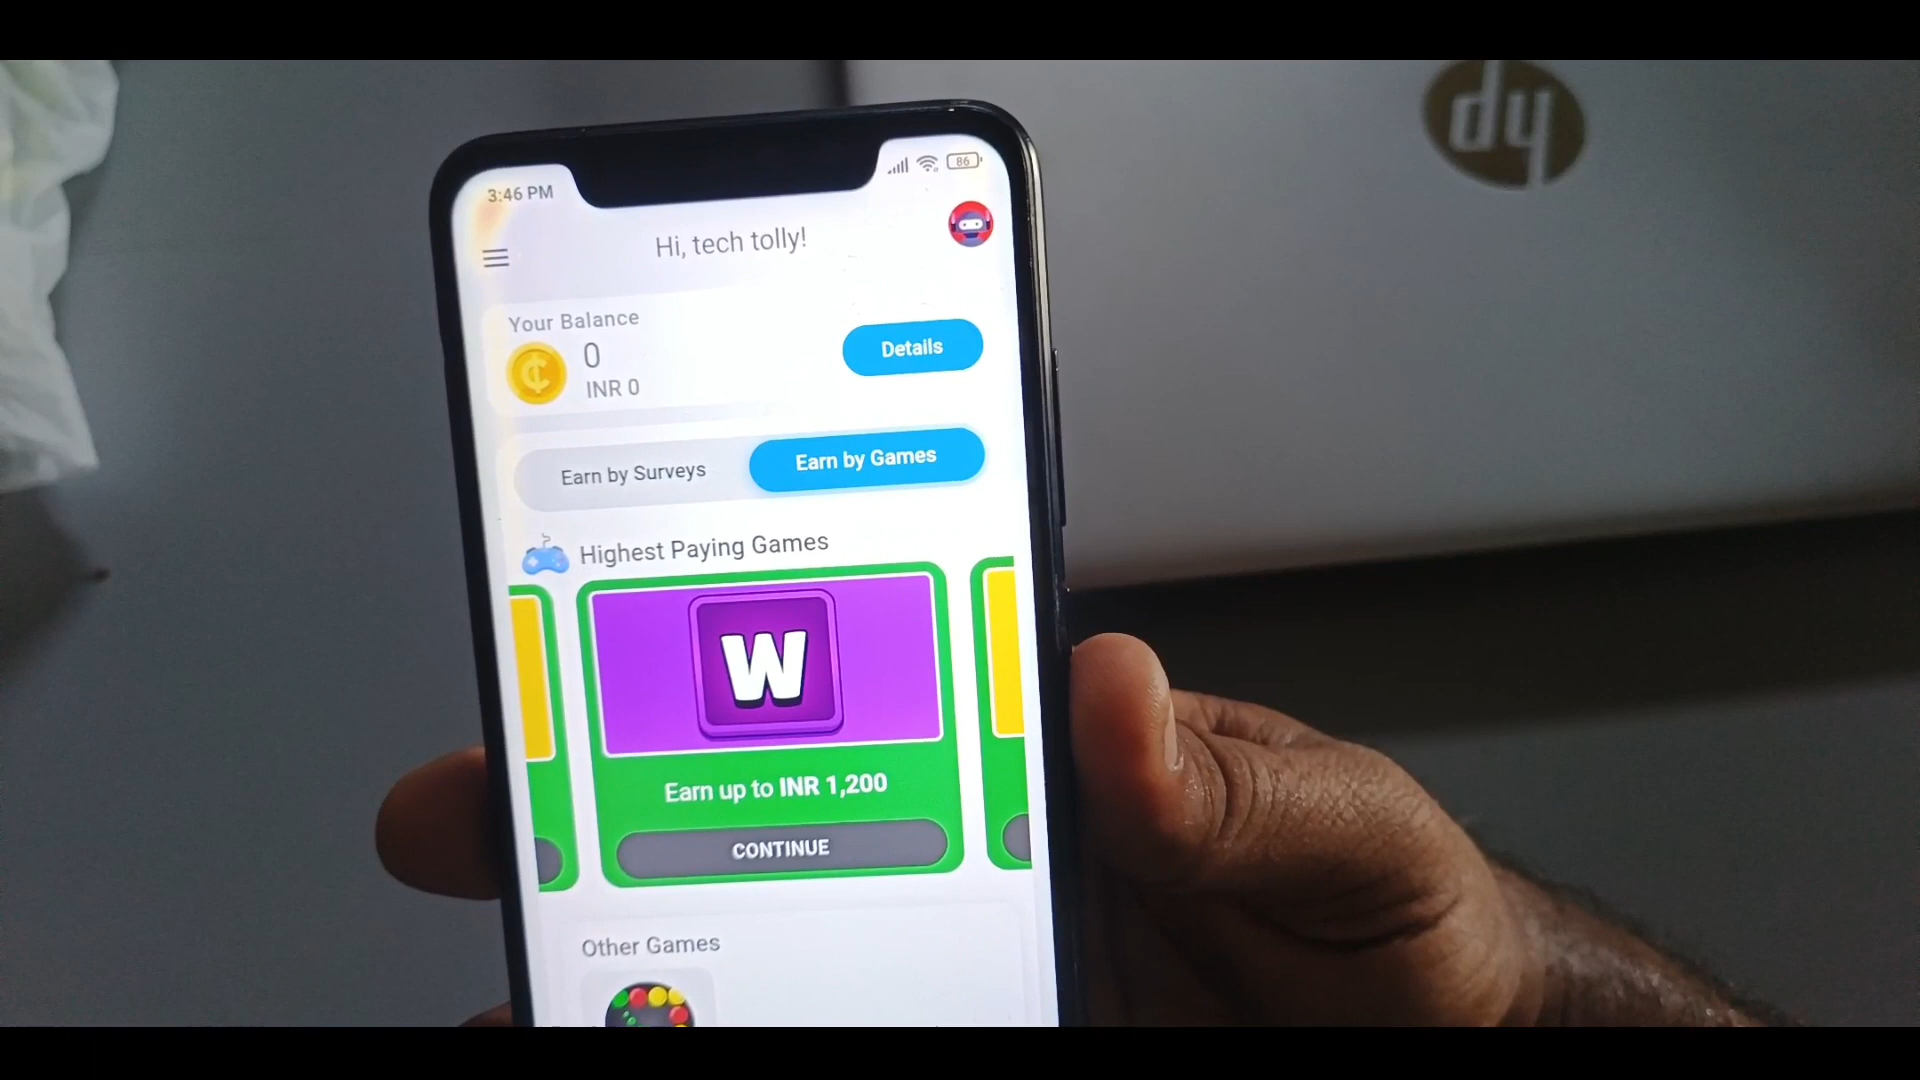 3:46 PM
86
Hi, tech tolly!
Your Balance
0
INR 0
Details
Earn by Surveys
Earn by Games
Highest Paying Games
W
Earn up to INR 1,200
CONTINUE
Other Games
hp